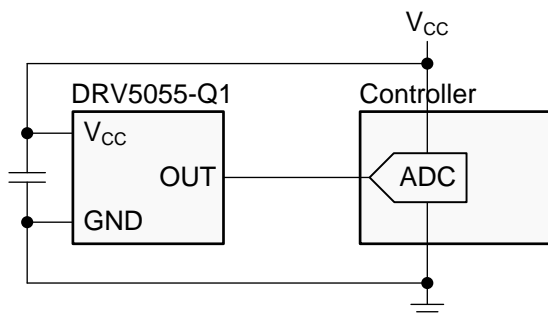 VCC
DRV5055-Q1
Controller
VCC
OUT
ADC
GND